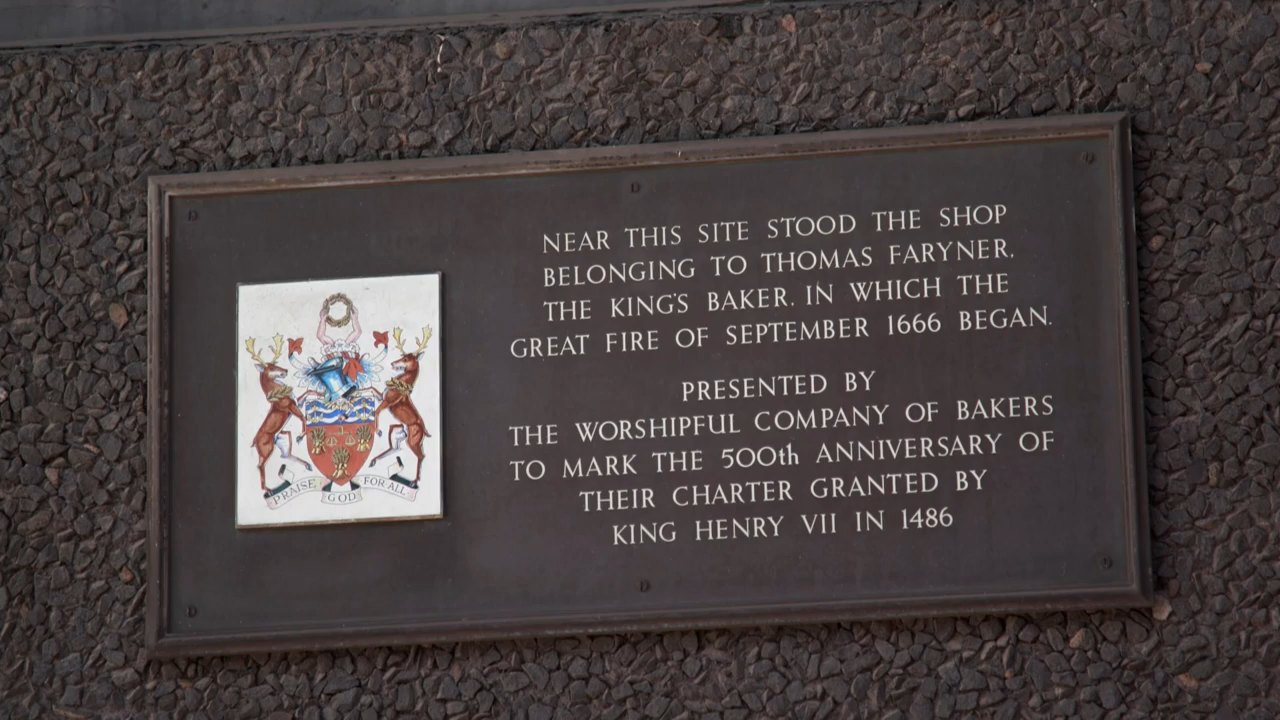 NEAR THIS SITE STOOD THE SHOP
BELONGING TO THOMAS FARYNER,
THE KING'S BAKER, IN WHICH THE
GREAT FIRE OF SEPTEMBER 1666 BEGAN.
PRESENTED BY
THE WORSHIPFUL COMPANY OF BAKERS
TO MARK THE 500th ANNIVERSARY OF
THEIR CHARTER GRANTED BY
KING HENRY VII IN 1486
PRAISE GOD FOR ALL